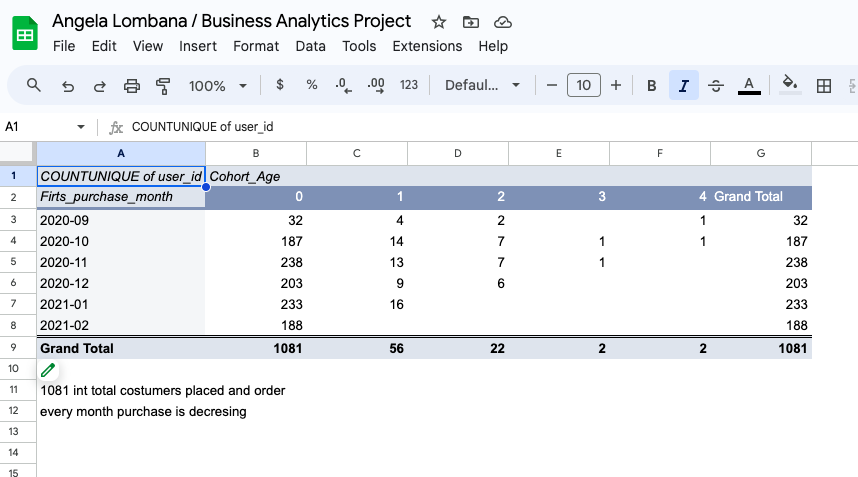 Angela Lombana / Business Analytics Project
File Edit View Insert Format Data Tools Extensions Help
100% $ % .0 .00 123 Defaul... − 10 + B I S A
A1 fx COUNTUNIQUE of user_id
A B C D E F G
1 COUNTUNIQUE of user_id Cohort_Age
2 Firts_purchase_month 0 1 2 3 4 Grand Total
3 2020-09 32 4 2 1 32
4 2020-10 187 14 7 1 1 187
5 2020-11 238 13 7 1 238
6 2020-12 203 9 6 203
7 2021-01 233 16 233
8 2021-02 188 188
9 Grand Total 1081 56 22 2 2 1081
10
11 1081 int total costumers placed and order
12 every month purchase is decresing
13
14
15